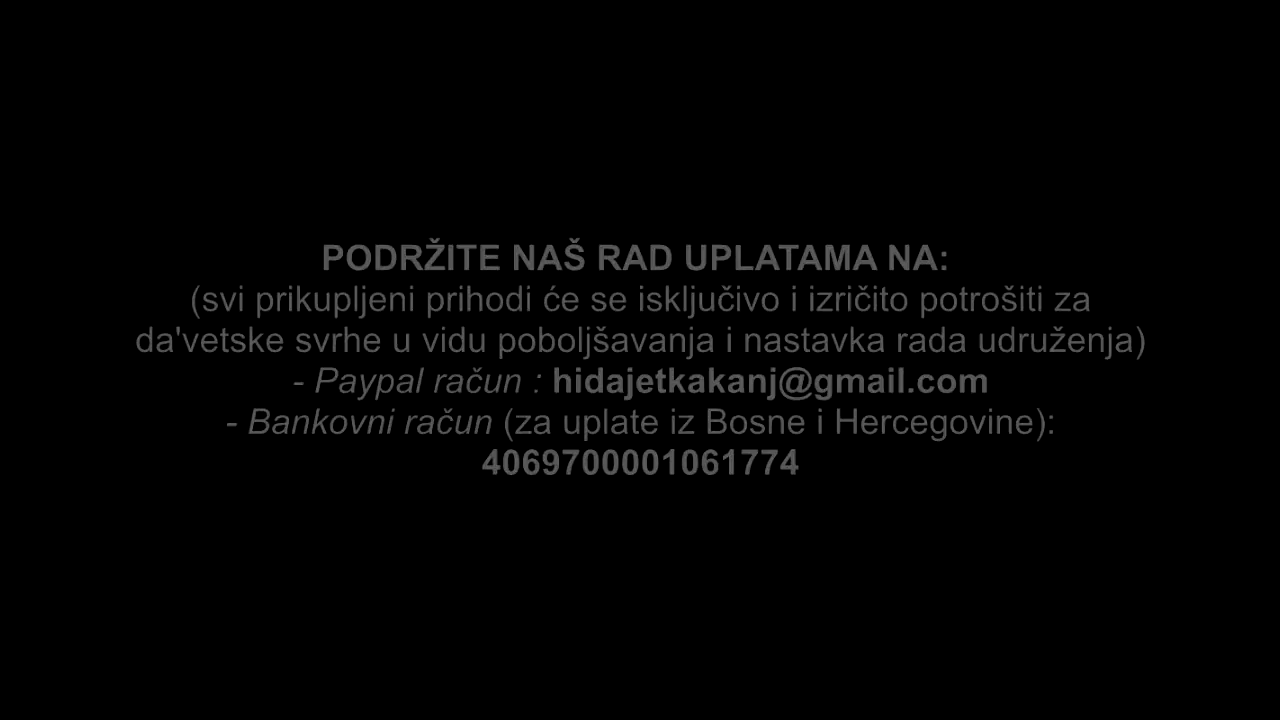 PODRŽITE NAŠ RAD UPLATAMA NA:
(svi prikupljeni prihodi će se isključivo i izričito potrošiti za
da'vetske svrhe u vidu poboljšavanja i nastavka rada udruženja)
- Paypal račun : hidajetkakanj@gmail.com
- Bankovni račun (za uplate iz Bosne i Hercegovine):
4069700001061774